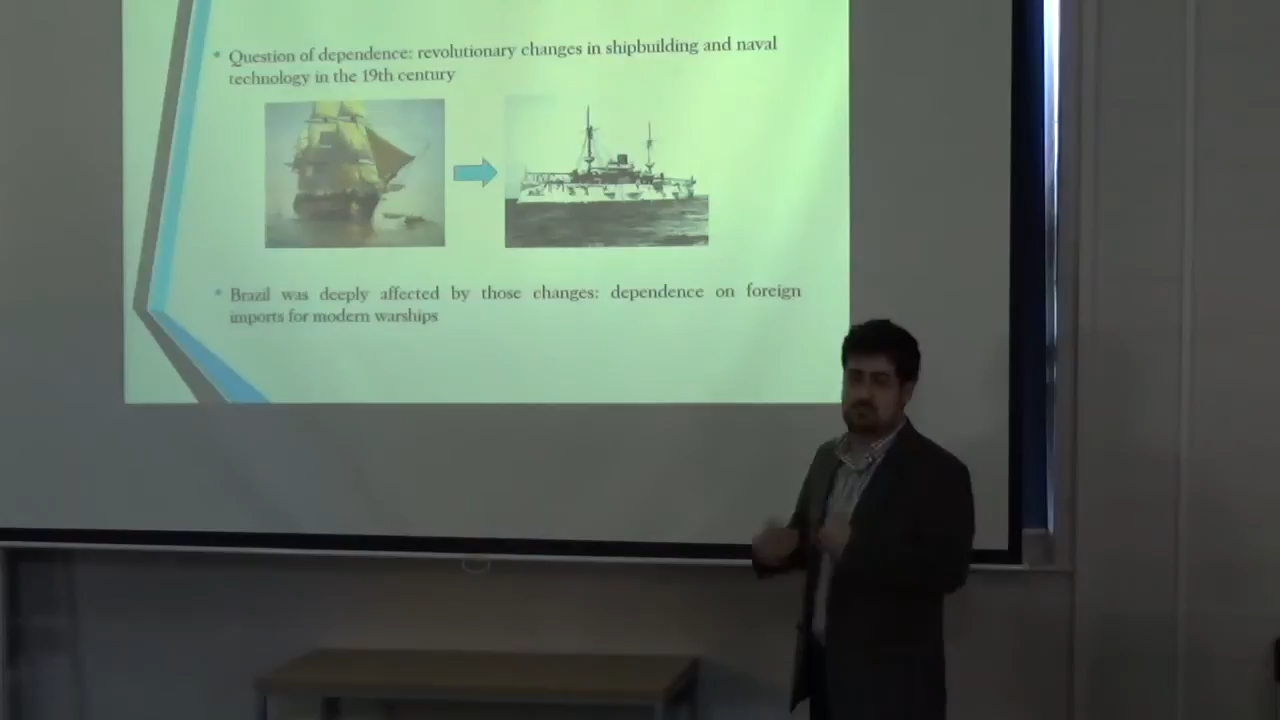 * Question of dependence: revolutionary changes in shipbuilding and naval
technology in the 19th century
* Brazil was deeply affected by those changes: dependence on foreign
imports for modern warships